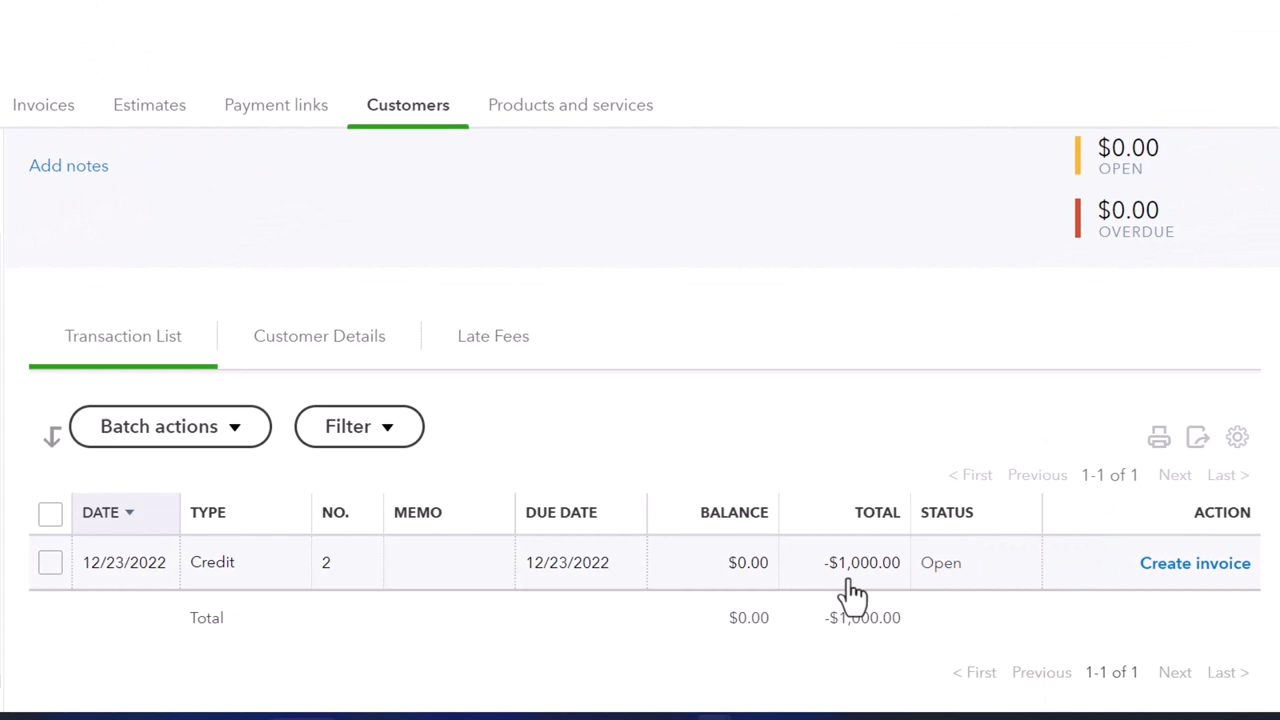 Invoices Estimates Payment links Customers Products and services
Add notes
$0.00
OPEN
$0.00
OVERDUE
Transaction List Customer Details Late Fees
Batch actions Filter
< First Previous 1-1 of 1 Next Last >
DATE TYPE NO. MEMO DUE DATE BALANCE TOTAL STATUS ACTION
12/23/2022 Credit 2 12/23/2022 $0.00 -$1,000.00 Open Create invoice
Total $0.00 -$1,000.00
< First Previous 1-1 of 1 Next Last >